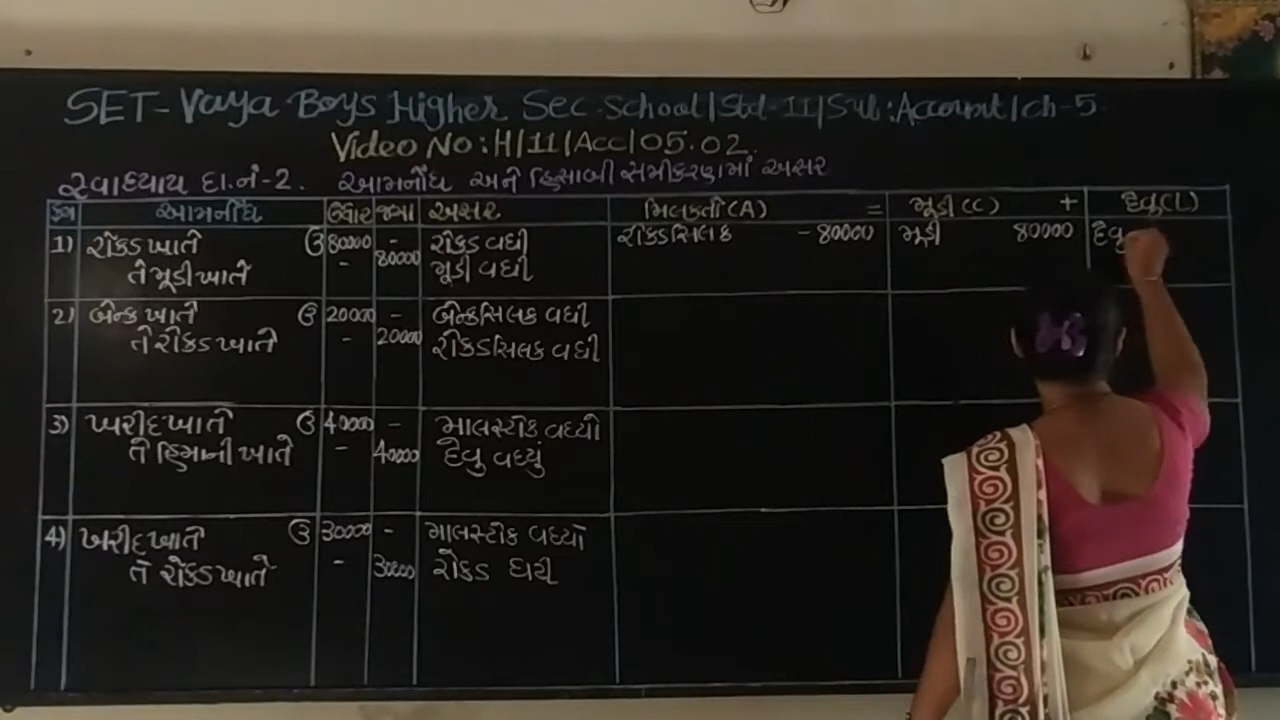 SET-Vaya Boys Higher Sec. School/Std-11/Sub:Account/ch-5.
Video No:H/11/Acc/05.02.
સ્વાધ્યાય દા.નં-2. આમનોંધ અને હિસાબી સમીકરણમાં અસર
ક્રમ આમનોંધ ઉધાર જમા અસર મિલકતો(A) = મૂડી(C) + દેવુ(L)
1) રોકડ ખાતે ઉ 80000 - રોકડ વધી રોકડસિલક - 80000 મૂડી 80000 દેવુ
તે મૂડી ખાતે - 80000 મૂડી વધી
2) બેન્ક ખાતે ઉ 20000 - બેન્કસિલક વધી
તે રોકડ ખાતે - 20000 રોકડસિલક વધી
3) ખરીદ ખાતે ઉ 40000 - માલસ્ટોક વધ્યો
તે હિમાની ખાતે - 40000 દેવુ વધ્યું
4) ખરીદ ખાતે ઉ 30000 - માલસ્ટોક વધ્યો
તે રોકડ ખાતે - 30000 રોકડ ઘટી